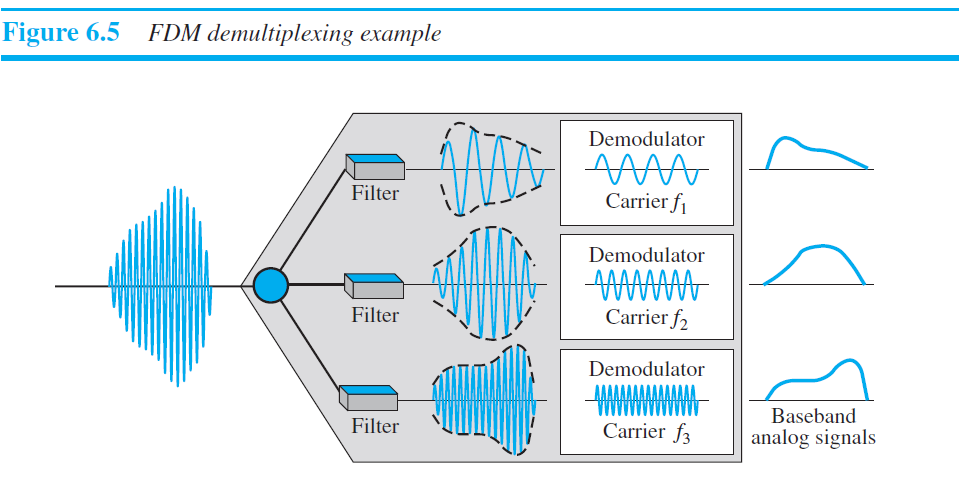 Figure 6.5 FDM demultiplexing example
Demodulator
Filter
Carrier f1
Demodulator
Filter
Carrier f2
Demodulator
Filter
Carrier f3
Baseband
analog signals